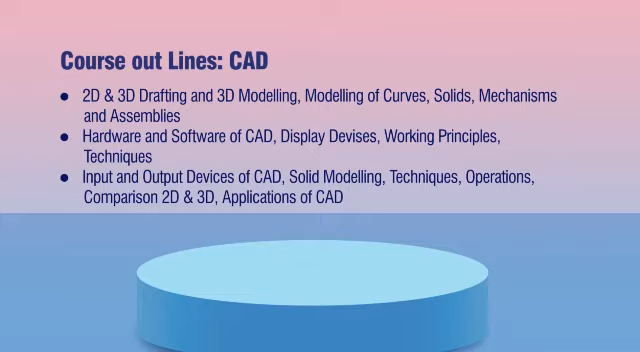 Course out Lines: CAD
● 2D & 3D Drafting and 3D Modelling, Modelling of Curves, Solids, Mechanisms
and Assemblies
● Hardware and Software of CAD, Display Devises, Working Principles,
Techniques
● Input and Output Devices of CAD, Solid Modelling, Techniques, Operations,
Comparison 2D & 3D, Applications of CAD